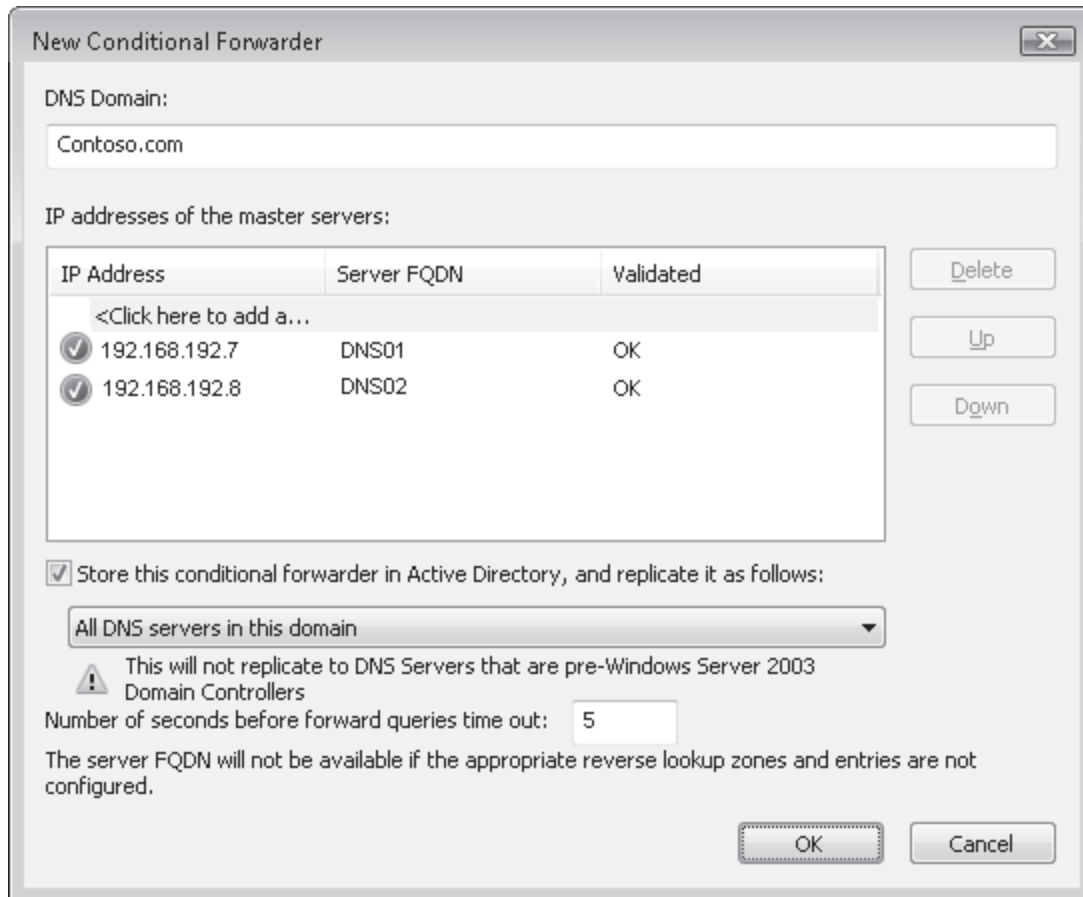 New Conditional Forwarder
DNS Domain:
Contoso.com
IP addresses of the master servers:
IP Address Server FQDN Validated
<Click here to add a...
192.168.192.7 DNS01 OK
192.168.192.8 DNS02 OK
Delete
Up
Down
Store this conditional forwarder in Active Directory, and replicate it as follows:
All DNS servers in this domain
This will not replicate to DNS Servers that are pre-Windows Server 2003
Domain Controllers
Number of seconds before forward queries time out: 5
The server FQDN will not be available if the appropriate reverse lookup zones and entries are not
configured.
OK Cancel